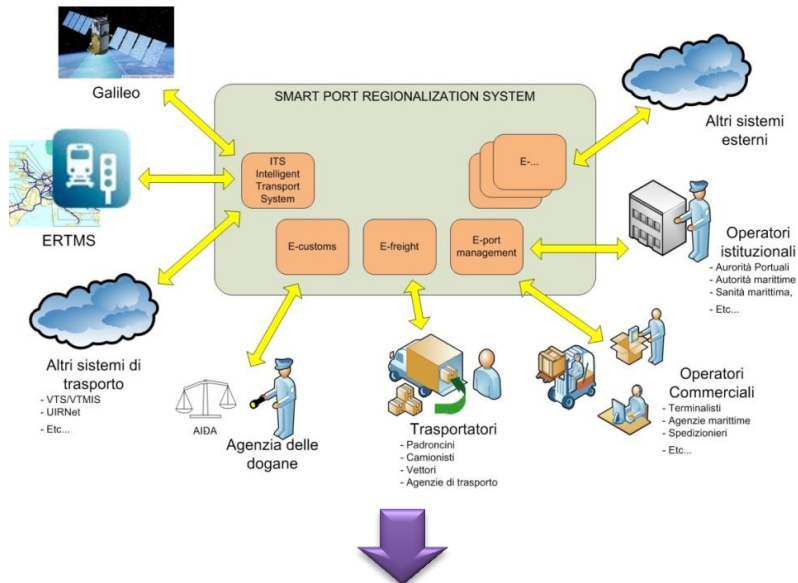 Galileo
SMART PORT REGIONALIZATION SYSTEM
Altri sistemi
esterni
ITS
Intelligent
Transport
System
E-...
ERTMS
E-customs
E-freight
E-port
management
Operatori
istituzionali
- Aurorità Portuali
- Autorità marittime
- Sanità marittima,
- Etc...
Altri sistemi di
trasporto
- VTS/VTMIS
- UIRNet
- Etc...
AIDA
Agenzia delle
dogane
Trasportatori
- Padroncini
- Camionisti
- Vettori
- Agenzie di trasporto
Operatori
Commerciali
- Terminalisti
- Agenzie marittime
- Spedizionieri
- Etc...